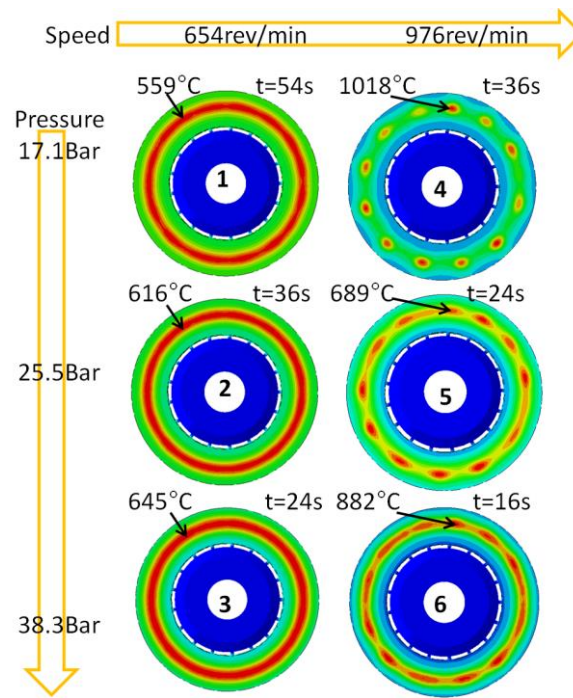 Speed 654rev/min 976rev/min
Pressure
17.1Bar
559°C t=54s
1
1018°C t=36s
4
25.5Bar
616°C t=36s
2
689°C t=24s
5
38.3Bar
645°C t=24s
3
882°C t=16s
6